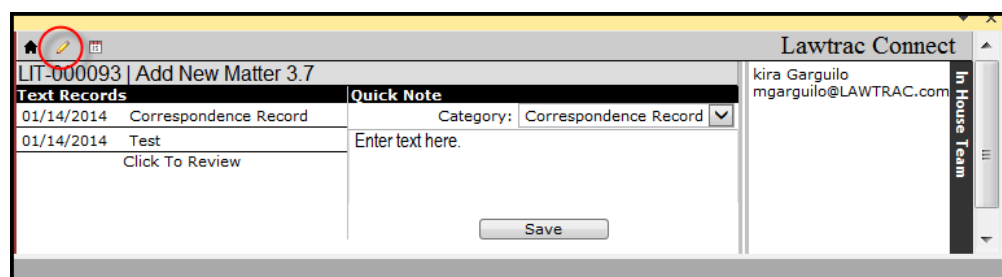 Lawtrac Connect
LIT-000093 | Add New Matter 3.7
Text Records
01/14/2014 Correspondence Record
01/14/2014 Test
Click To Review
Quick Note
Category: Correspondence Record
Enter text here.
Save
kira Garguilo
mgarguilo@LAWTRAC.com
In House Team